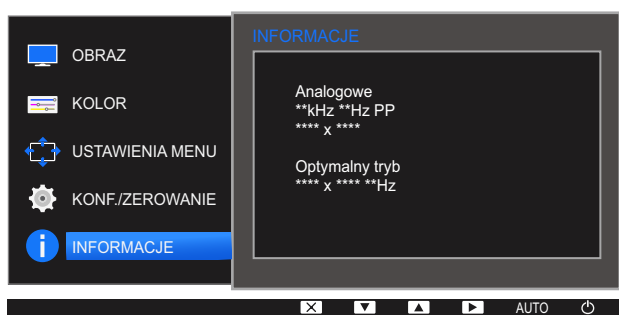 OBRAZ
KOLOR
USTAWIENIA MENU
KONF./ZEROWANIE
INFORMACJE
INFORMACJE
Analogowe
**kHz **Hz PP
**** x ****
Optymalny tryb
**** x **** **Hz
AUTO